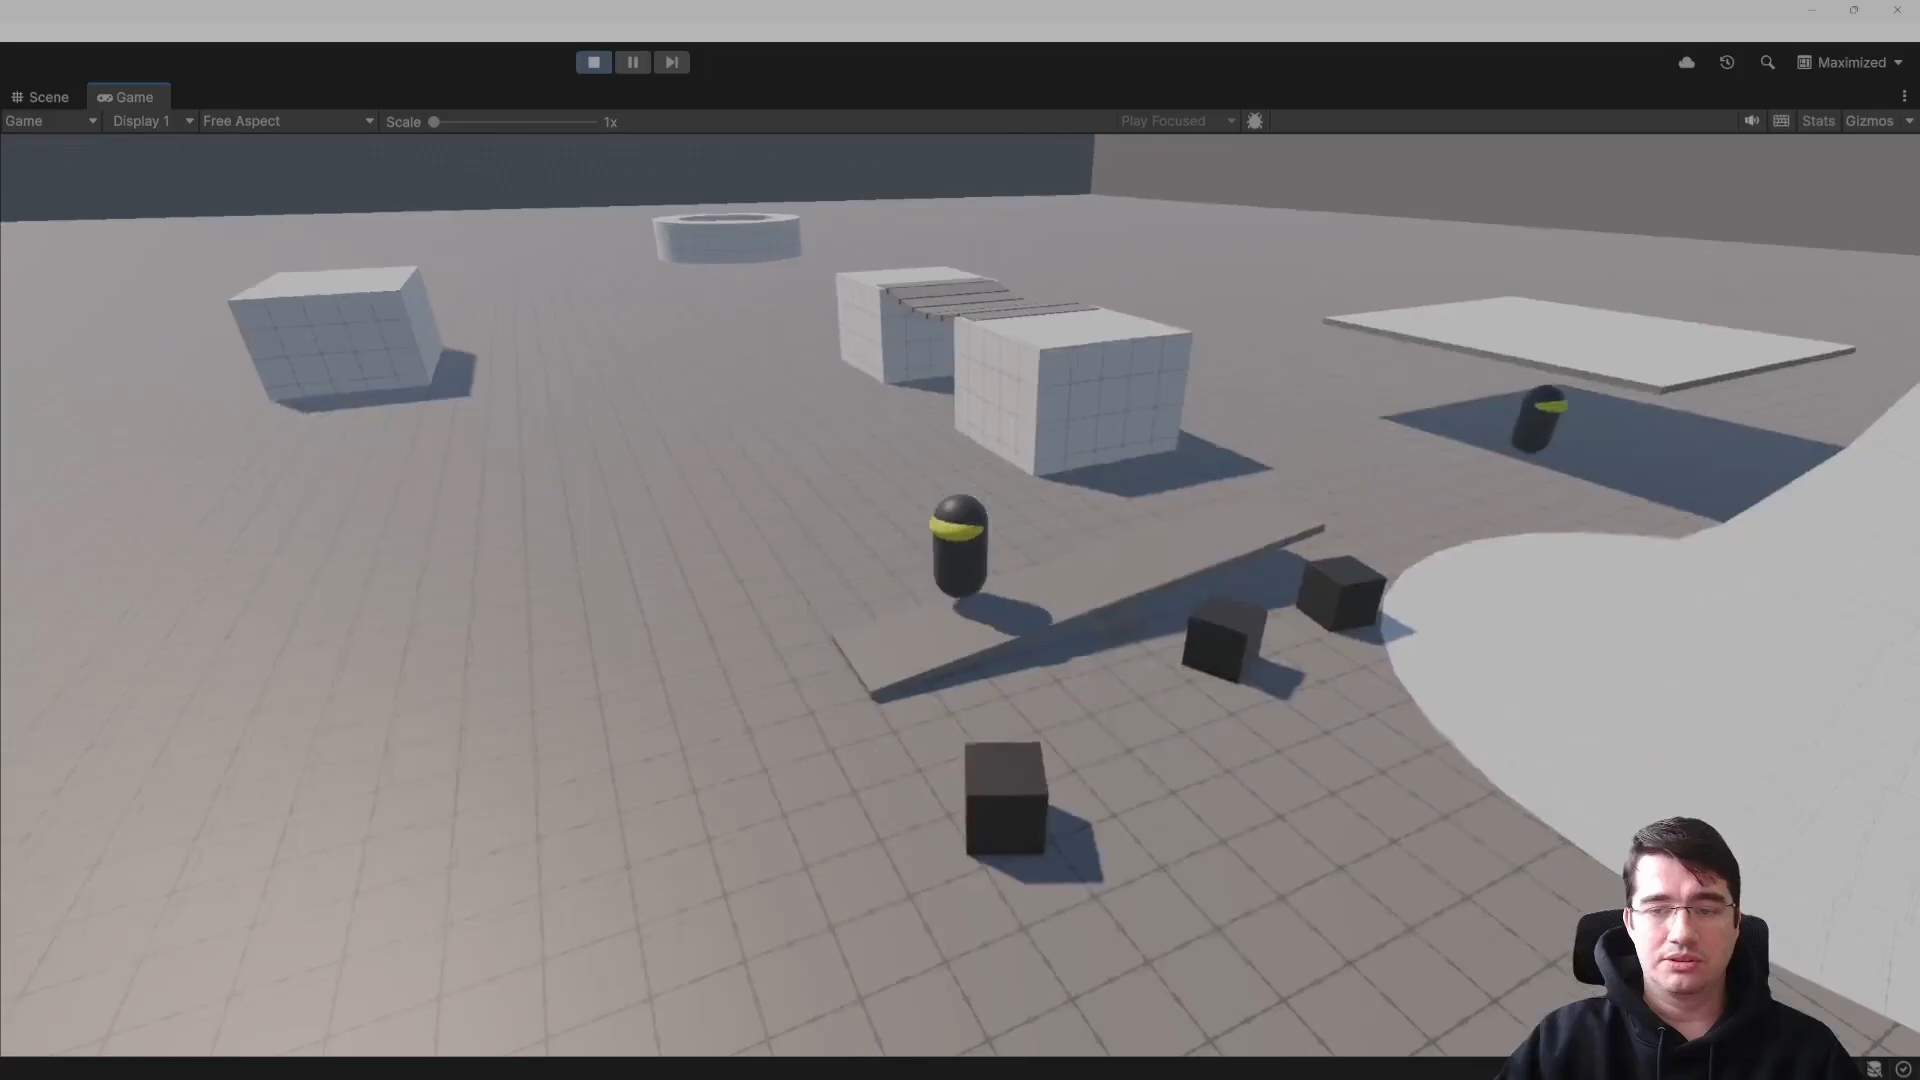 Maximized
Scene
Game
Game
Display 1
Free Aspect
Scale
1x
Play Focused
Stats
Gizmos